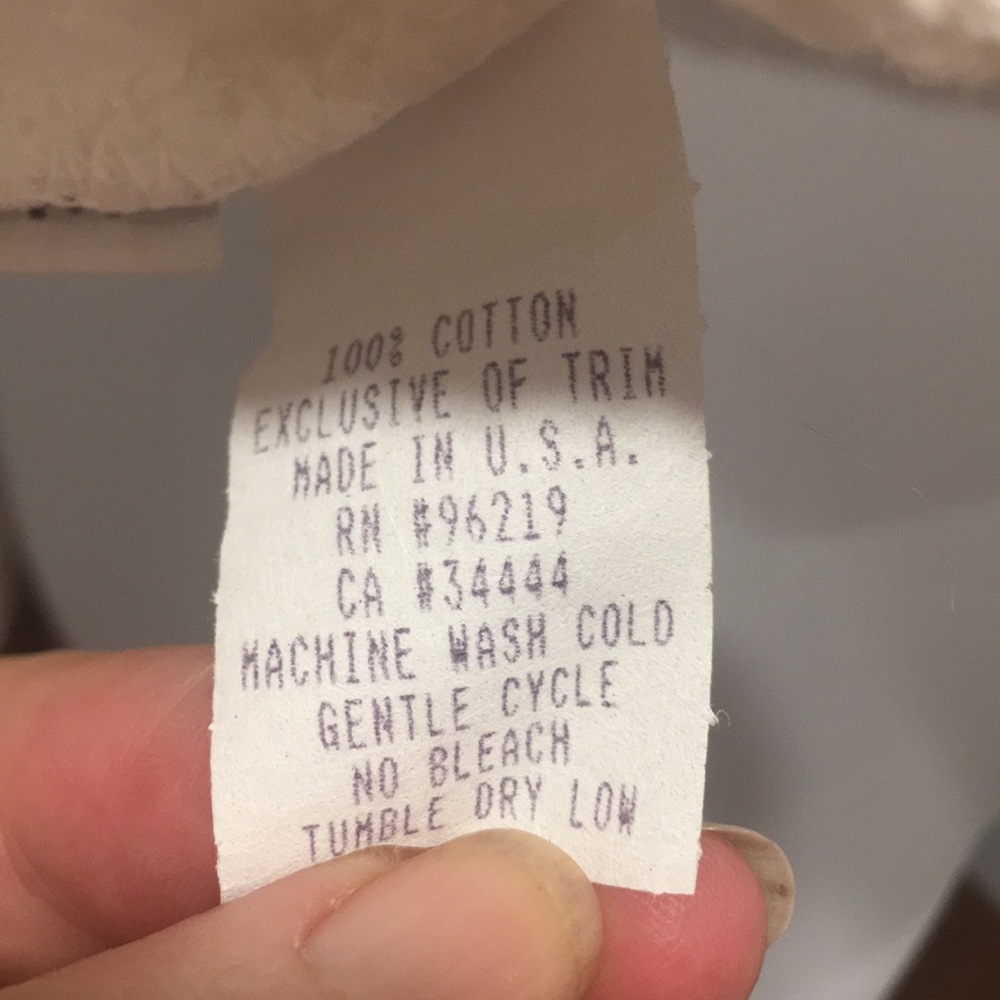 100% COTTON
EXCLUSIVE OF TRIM
MADE IN U.S.A.
RN #96219
CA #34444
MACHINE WASH COLD
GENTLE CYCLE
NO BLEACH
TUMBLE DRY LOW